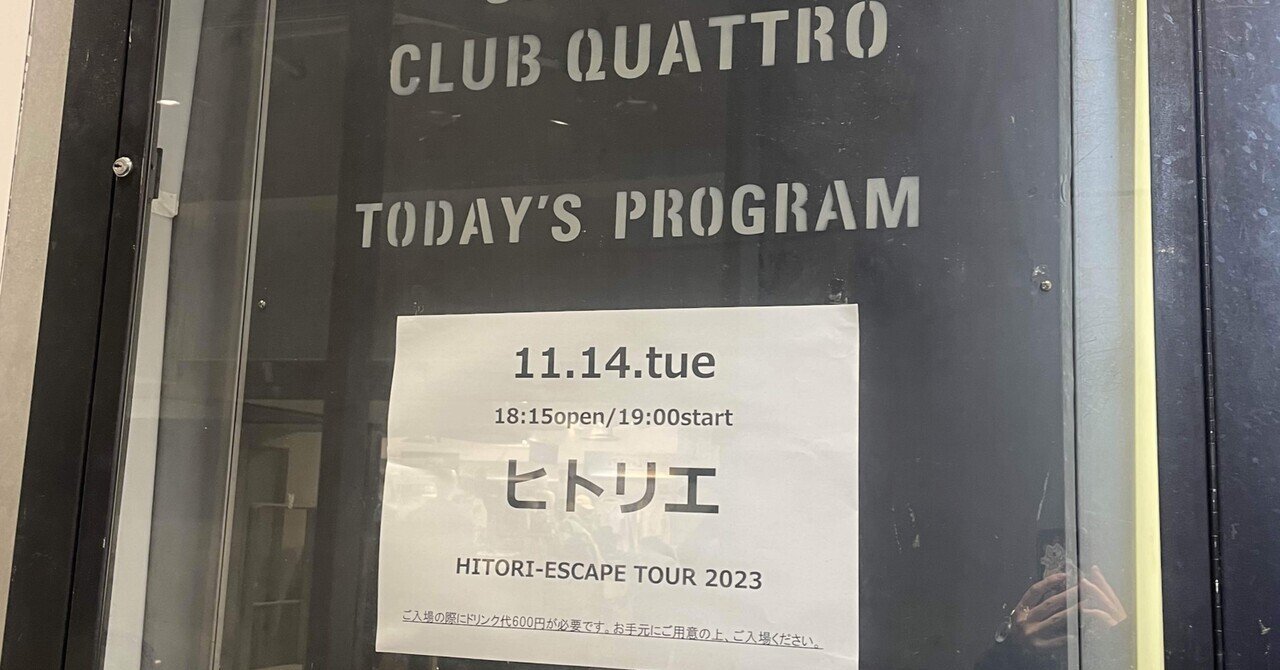 CLUB QUATTRO
TODAY'S PROGRAM
11.14.tue
18:15open/19:00start
ヒトリエ
HITORI-ESCAPE TOUR 2023
ご入場の際にドリンク代600円が必要です。お手元にご用意の上、ご入場ください。